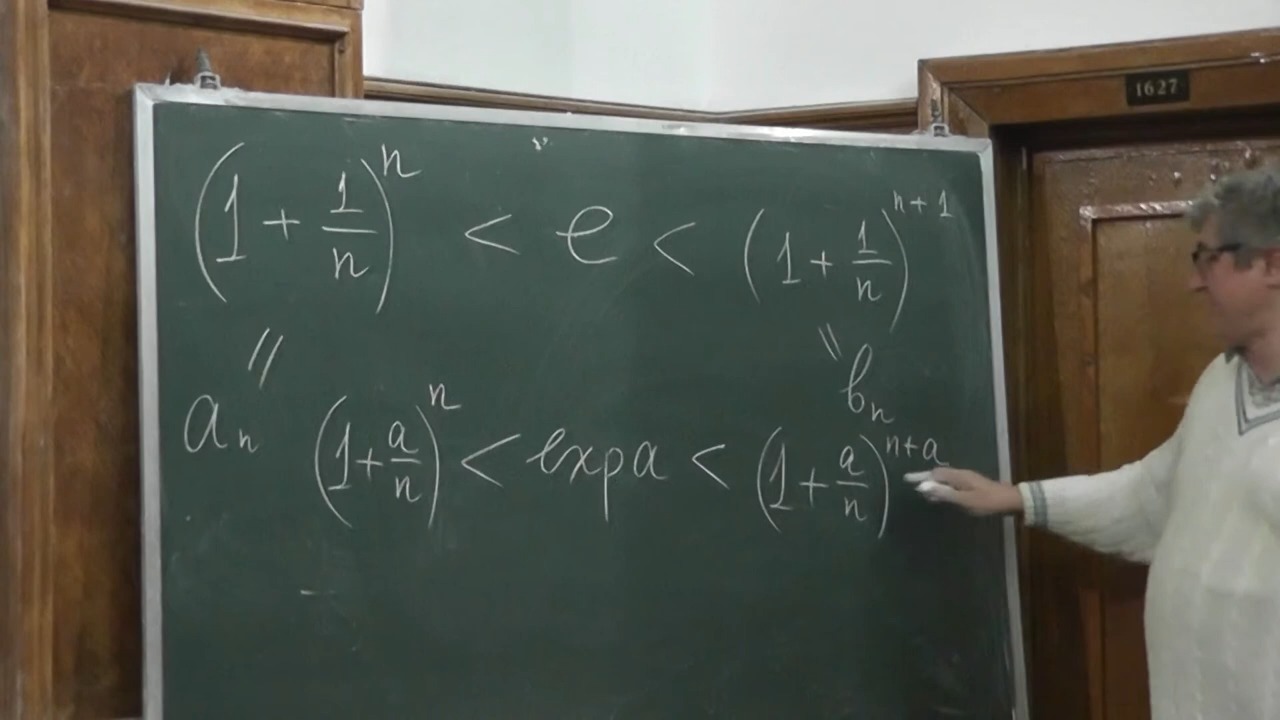 1627
(1 + 1/n)^n < e < (1 + 1/n)^{n+1}
a_n = = b_n
(1 + a/n)^n < exp a < (1 + a/n)^{n+a}